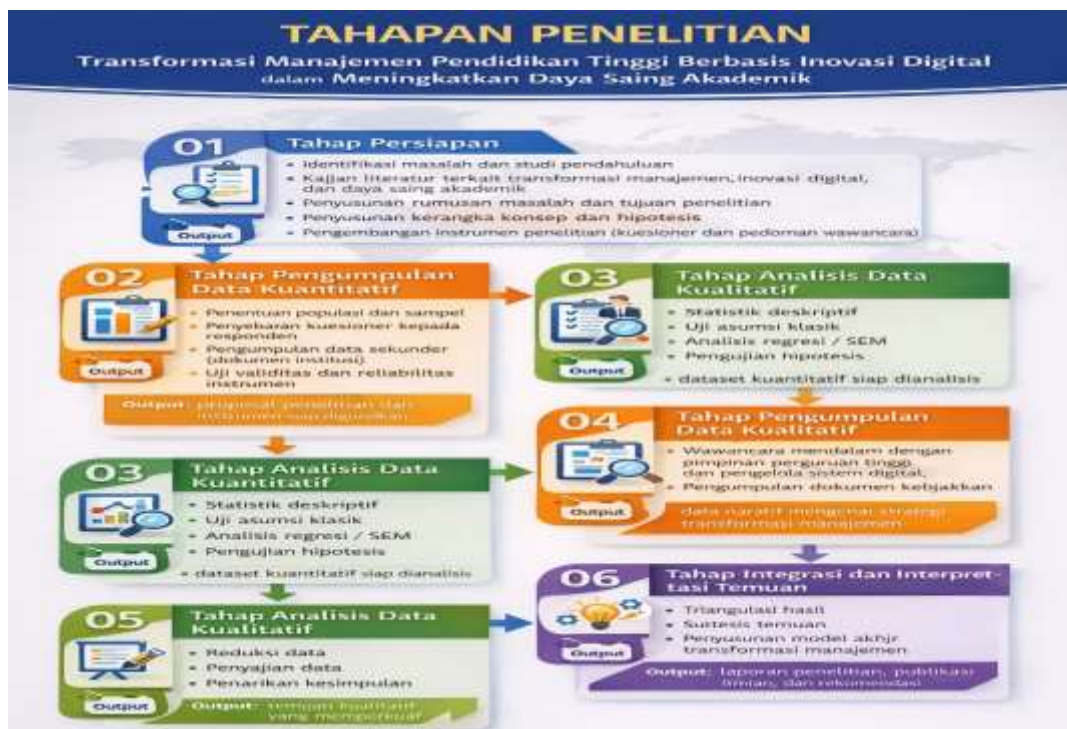 TAHAPAN PENELITIAN
Transformasi Manajemen Pendidikan Tinggi Berbasis Inovasi Digital
dalam Meningkatkan Daya Saing Akademik
01
Tahap Persiapan
• Identifikasi masalah dan studi pendahuluan
• Kajian literatur terkait transformasi manajemen, inovasi digital,
dan daya saing akademik
• Penyusunan rumusan masalah dan tujuan penelitian
• Penyusunan kerangka konsep dan hipotesis
• Pengembangan instrumen penelitian (kuesioner dan pedoman wawancara)
Output
02
Tahap Pengumpulan
Data Kuantitatif
• Penentuan populasi dan sampel
• Penyebaran kuesioner kepada
responden
• Pengumpulan data sekunder
(dokumen institusi)
• Uji validitas dan reliabilitas
instrumen
Output
Output: proposal penelitian dan
instrumen siap digunakan
03
Tahap Analisis Data
Kualitatif
• Statistik deskriptif
• Uji asumsi klasik
• Analisis regresi / SEM
• Pengujian hipotesis
• dataset kuantitatif siap dianalisis
Output
04
Tahap Pengumpulan
Data Kualitatif
• Wawancara mendalam dengan
pimpinan perguruan tinggi
dan pengelola sistem digital,
• Pengumpulan dokumen kebjakkan
Output
data naratif mengenai strategi
transformasi manajemen
03
Tahap Analisis Data
Kuantitatif
• Statistik deskriptif
• Uji asumsi klasik
• Analisis regresi / SEM
• Pengujian hipotesis
• dataset kuantitatif siap dianalisis
Output
05
Tahap Analisis Data
Kualitatif
• Reduksi data
• Penyajian data
• Penarikan kesimpulan
Output
Output: kualitatif
yang memperkuat
06
Tahap Integrasi dan Interpret-
tasi Temuan
• Triangulasi hasil
• Surtesis temuan
• Penyusunan model akhjr
transformasi manajemen
Output
Output: laporan penelitian, publikasi
dan rekomendasi